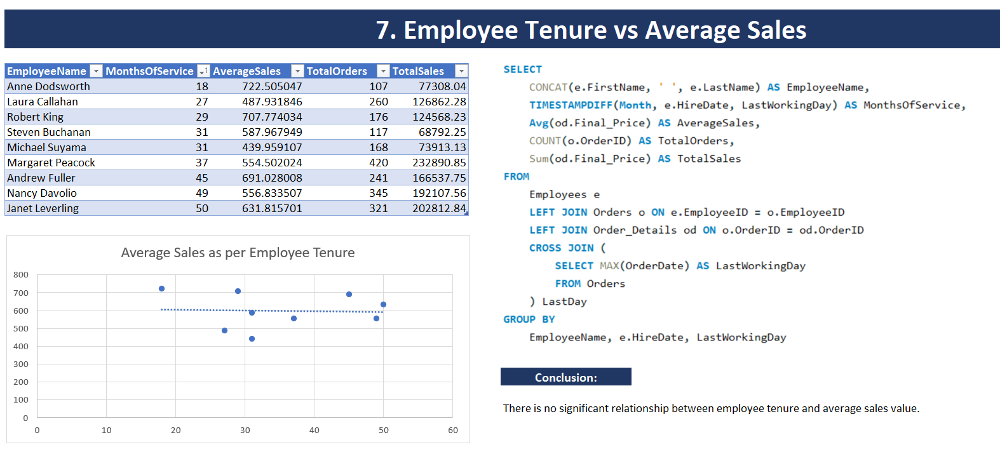 7. Employee Tenure vs Average Sales
EmployeeName MonthsOfService AverageSales TotalOrders TotalSales
Anne Dodsworth 18 722.505047 107 77308.04
Laura Callahan 27 487.931846 260 126862.28
Robert King 29 707.774034 176 124568.23
Steven Buchanan 31 587.967949 117 68792.25
Michael Suyama 31 439.959107 168 73913.13
Margaret Peacock 37 554.502024 420 232890.85
Andrew Fuller 45 691.028008 241 166537.75
Nancy Davolio 49 556.833507 345 192107.56
Janet Leverling 50 631.815701 321 202812.84
Average Sales as per Employee Tenure
800
700
600
500
400
300
200
100
0
0 10 20 30 40 50 60
SELECT
CONCAT(e.FirstName, ' ', e.LastName) AS EmployeeName,
TIMESTAMPDIFF(Month, e.HireDate, LastWorkingDay) AS MonthsOfService,
Avg(od.Final_Price) AS AverageSales,
COUNT(o.OrderID) AS TotalOrders,
Sum(od.Final_Price) AS TotalSales
FROM
Employees e
LEFT JOIN Orders o ON e.EmployeeID = o.EmployeeID
LEFT JOIN Order_Details od ON o.OrderID = od.OrderID
CROSS JOIN (
SELECT MAX(OrderDate) AS LastWorkingDay
FROM Orders
) LastDay
GROUP BY
EmployeeName, e.HireDate, LastWorkingDay
Conclusion:
There is no significant relationship between employee tenure and average sales value.